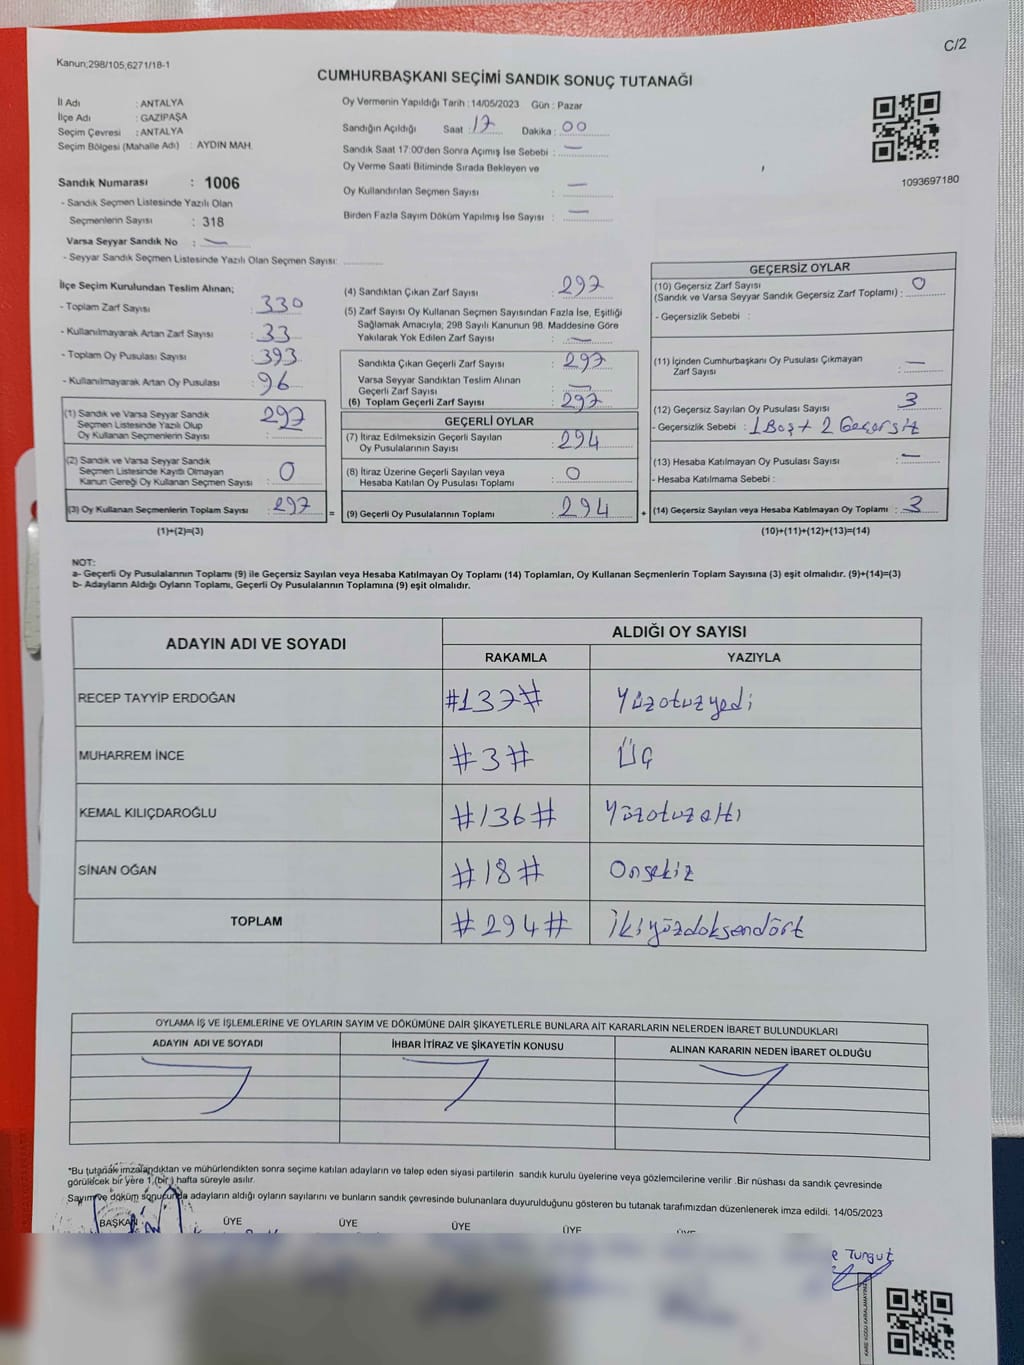 C/2
Kanun;298/105,6271/18-1
CUMHURBAŞKANI SEÇİMİ SANDIK SONUÇ TUTANAĞI
İl Adı : ANTALYA
İlçe Adı : GAZİPAŞA
Seçim Çevresi : ANTALYA
Seçim Bölgesi (Mahalle Adı) : AYDIN MAH.
Sandık Numarası : 1006
- Sandık Seçmen Listesinde Yazılı Olan
Seçmenlerin Sayısı : 318
Varsa Seyyar Sandık No : —
- Seyyar Sandık Seçmen Listesinde Yazılı Olan Seçmen Sayısı:
Oy Vermenin Yapıldığı Tarih : 14/05/2023 Gün : Pazar
Sandığın Açıldığı Saat : 17 Dakika : 00
Sandık Saat 17:00'den Sonra Açımış İse Sebebi : —
Oy Verme Saati Bitiminde Sırada Bekleyen ve
Oy Kullandırılan Seçmen Sayısı : —
Birden Fazla Sayım Döküm Yapılmış İse Sayısı : —
1093697180
İlçe Seçim Kurulundan Teslim Alınan;
- Toplam Zarf Sayısı : 330
- Kullanılmayarak Artan Zarf Sayısı : 33
- Toplam Oy Pusulası Sayısı : 393
- Kullanılmayarak Artan Oy Pusulası : 96
(1) Sandık ve Varsa Seyyar Sandık
Seçmen Listesinde Yazılı Olup
Oy Kullanan Seçmenlerin Sayısı : 297
(2) Sandık ve Varsa Seyyar Sandık
Seçmen Listesinde Kayıtlı Olmayan
Kanun Gereği Oy Kullanan Seçmen Sayısı : 0
(3) Oy Kullanan Seçmenlerin Toplam Sayısı : 297
(1)+(2)=(3)
(4) Sandıktan Çıkan Zarf Sayısı : 297
(5) Zarf Sayısı Oy Kullanan Seçmen Sayısından Fazla İse, Eşitliği
Sağlamak Amacıyla; 298 Sayılı Kanunun 98. Maddesine Göre
Yakılarak Yok Edilen Zarf Sayısı : —
Sandıkta Çıkan Geçerli Zarf Sayısı : 297
Varsa Seyyar Sandıktan Teslim Alınan
Geçerli Zarf Sayısı : —
(6) Toplam Geçerli Zarf Sayısı : 297
GEÇERLİ OYLAR
(7) İtiraz Edilmeksizin Geçerli Sayılan
Oy Pusulalarının Sayısı : 294
(8) İtiraz Üzerine Geçerli Sayılan veya
Hesaba Katılan Oy Pusulası Toplamı : 0
= (9) Geçerli Oy Pusulalarının Toplamı : 294 +
GEÇERSİZ OYLAR
(10) Geçersiz Zarf Sayısı
(Sandık ve Varsa Seyyar Sandık Geçersiz Zarf Toplamı) : 0
- Geçersizlik Sebebi :
(11) İçinden Cumhurbaşkanı Oy Pusulası Çıkmayan
Zarf Sayısı : —
(12) Geçersiz Sayılan Oy Pusulası Sayısı : 3
- Geçersizlik Sebebi : 1 Boş + 2 Geçersiz
(13) Hesaba Katılmayan Oy Pusulası Sayısı : —
- Hesaba Katılmama Sebebi :
(14) Geçersiz Sayılan veya Hesaba Katılmayan Oy Toplamı : 3
(10)+(11)+(12)+(13)=(14)
NOT:
a- Geçerli Oy Pusulalarının Toplamı (9) ile Geçersiz Sayılan veya Hesaba Katılmayan Oy Toplamı (14) Toplamları, Oy Kullanan Seçmenlerin Toplam Sayısına (3) eşit olmalıdır. (9)+(14)=(3)
b- Adayların Aldığı Oyların Toplamı, Geçerli Oy Pusulalarının Toplamına (9) eşit olmalıdır.
ADAYIN ADI VE SOYADI ALDIĞI OY SAYISI
RAKAMLA YAZIYLA
RECEP TAYYİP ERDOĞAN #137# Yüzotuzyedi
MUHARREM İNCE #3# Üç
KEMAL KILIÇDAROĞLU #136# Yüzotuzaltı
SİNAN OĞAN #18# Onsekiz
TOPLAM #294# İkiyüzdoksendört
OYLAMA İŞ VE İŞLEMLERİNE VE OYLARIN SAYIM VE DÖKÜMÜNE DAİR ŞİKAYETLERLE BUNLARA AİT KARARLARIN NELERDEN İBARET BULUNDUKLARI
ADAYIN ADI VE SOYADI İHBAR İTİRAZ VE ŞİKAYETİN KONUSU ALINAN KARARIN NEDEN İBARET OLDUĞU
*Bu tutanak imzalandıktan ve mühürlendikten sonra seçime katılan adayların ve talep eden siyasi partilerin sandık kurulu üyelerine veya gözlemcilerine verilir .Bir nüshası da sandık çevresinde
görülecek bir yere 1 (bir ) hafta süreyle asılır.
Sayım ve döküm sonucunda adayların aldığı oyların sayılarını ve bunların sandık çevresinde bulunanlara duyurulduğunu gösteren bu tutanak tarafımızdan düzenlenerek imza edildi. 14/05/2023
BAŞKAN ÜYE ÜYE ÜYE ÜYE ÜYE
Turgut
KARE KODU KARALAMAYINIZ